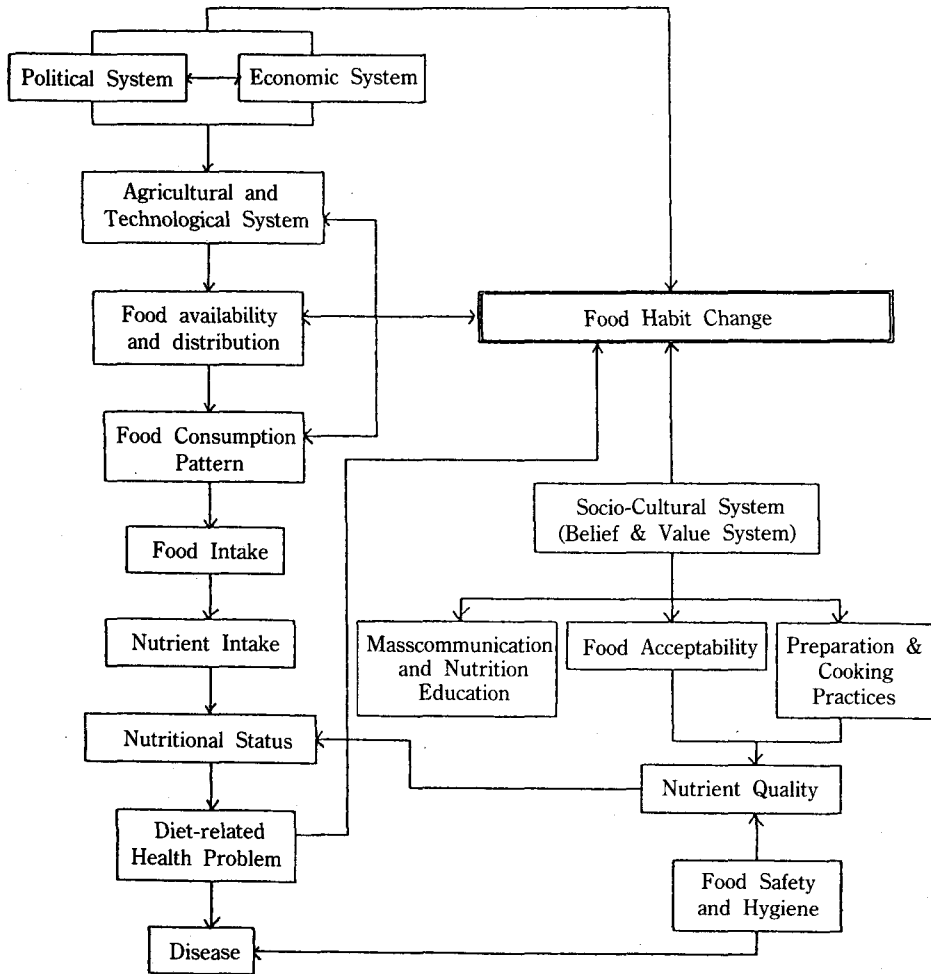 Political System
Economic System
Agricultural and
Technological System
Food availability
and distribution
Food Habit Change
Food Consumption
Pattern
Socio-Cultural System
(Belief & Value System)
Food Intake
Masscommunication
and Nutrition
Education
Food Acceptability
Preparation &
Cooking
Practices
Nutrient Intake
Nutritional Status
Nutrient Quality
Diet-related
Health Problem
Food Safety
and Hygiene
Disease